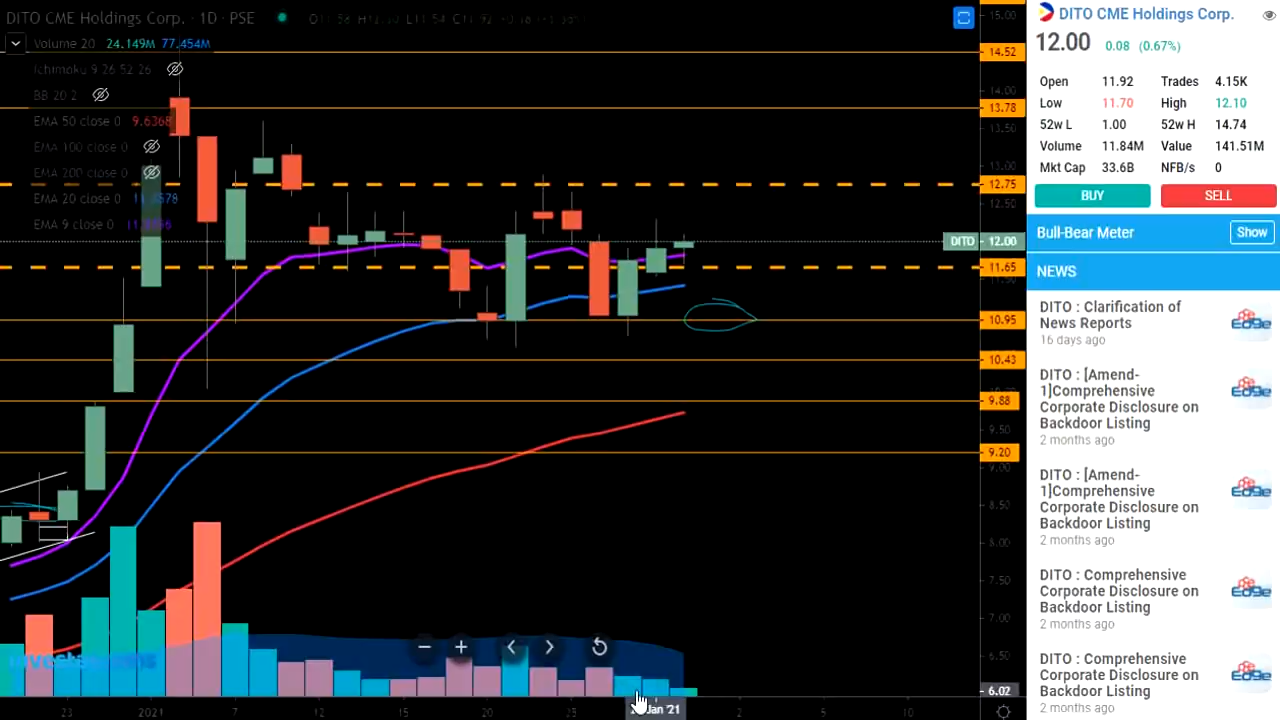 DITO CME Holdings Corp. · 1D · PSE
Volume 20 24.149M 77.454M
Ichimoku 9 26 52 26
BB 20 2
EMA 50 close 0 9.6368
EMA 100 close 0
EMA 200 close 0
EMA 20 close 0
EMA 9 close 0
15.00
14.52
14.00
13.78
13.50
13.00
12.75
12.50
DITO 12.00
11.65
10.95
10.43
9.88
9.50
9.20
9.00
8.50
8.00
7.50
7.00
6.50
6.02
23 2021 7 12 15 20 25 Jan '21 2 5 10
DITO CME Holdings Corp.
12.00 0.08 (0.67%)
Open 11.92 Trades 4.15K
Low 11.70 High 12.10
52w L 1.00 52w H 14.74
Volume 11.84M Value 141.51M
Mkt Cap 33.6B NFB/s 0
BUY SELL
Bull-Bear Meter Show
NEWS
DITO : Clarification of
News Reports
16 days ago
DITO : [Amend-
1]Comprehensive
Corporate Disclosure on
Backdoor Listing
2 months ago
DITO : [Amend-
1]Comprehensive
Corporate Disclosure on
Backdoor Listing
2 months ago
DITO : Comprehensive
Corporate Disclosure on
Backdoor Listing
2 months ago
DITO : Comprehensive
Corporate Disclosure on
Backdoor Listing
2 months ago